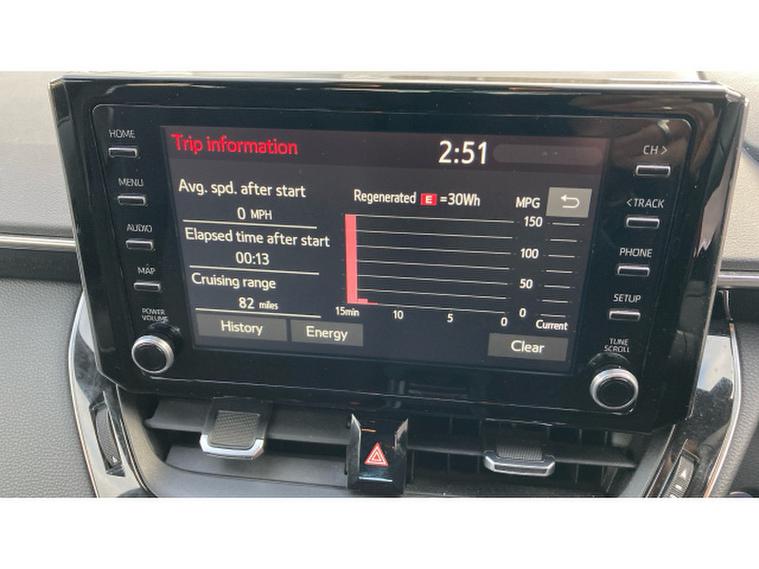 HOME
MENU
AUDIO
MAP
POWER
VOLUME
Trip information
2:51
Avg. spd. after start
0 MPH
Elapsed time after start
00:13
Cruising range
82 miles
History
Energy
Regenerated E =30Wh
MPG
150
100
50
0
15min 10 5 0 Current
Clear
CH >
< TRACK
PHONE
SETUP
TUNE
SCROLL